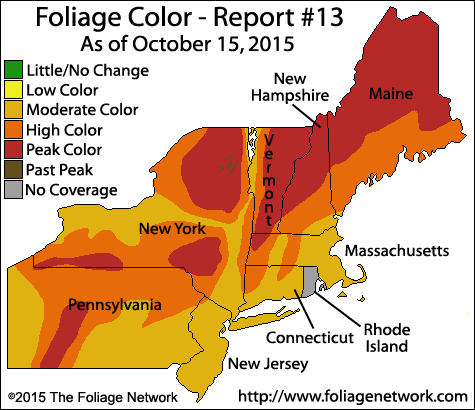 Foliage Color - Report #13
As of October 15, 2015
Little/No Change
Low Color
Moderate Color
High Color
Peak Color
Past Peak
No Coverage
New
Hampshire
Maine
Vermont
New York
Massachusetts
Pennsylvania
Connecticut
Rhode
Island
New Jersey
©2015 The Foliage Network
http://www.foliagenetwork.com